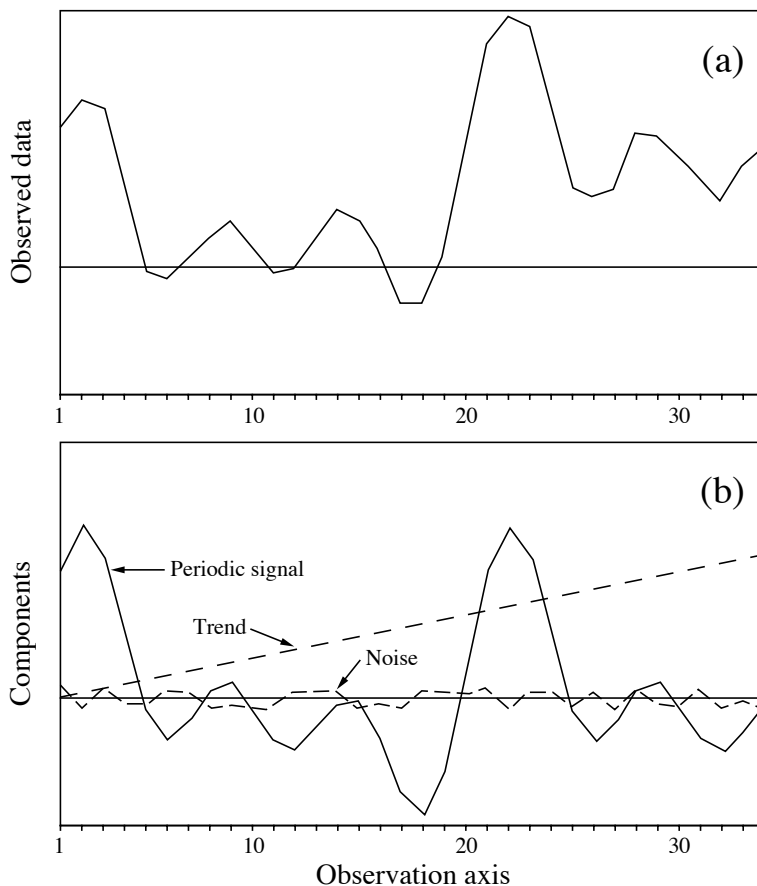 (a)
Observed data
1 10 20 30
(b)
Periodic signal
Trend
Noise
Components
1 10 20 30
Observation axis